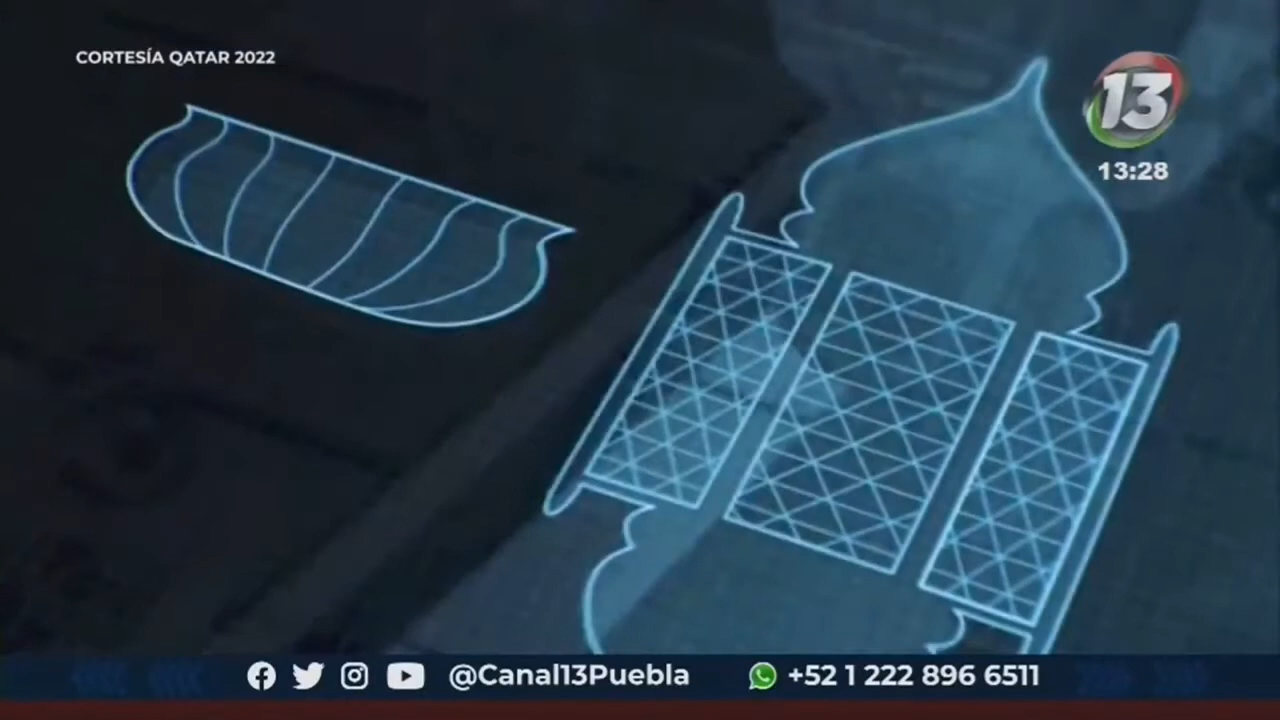 CORTESÍA QATAR 2022
13
13:28
@Canal13Puebla
+52 1 222 896 6511